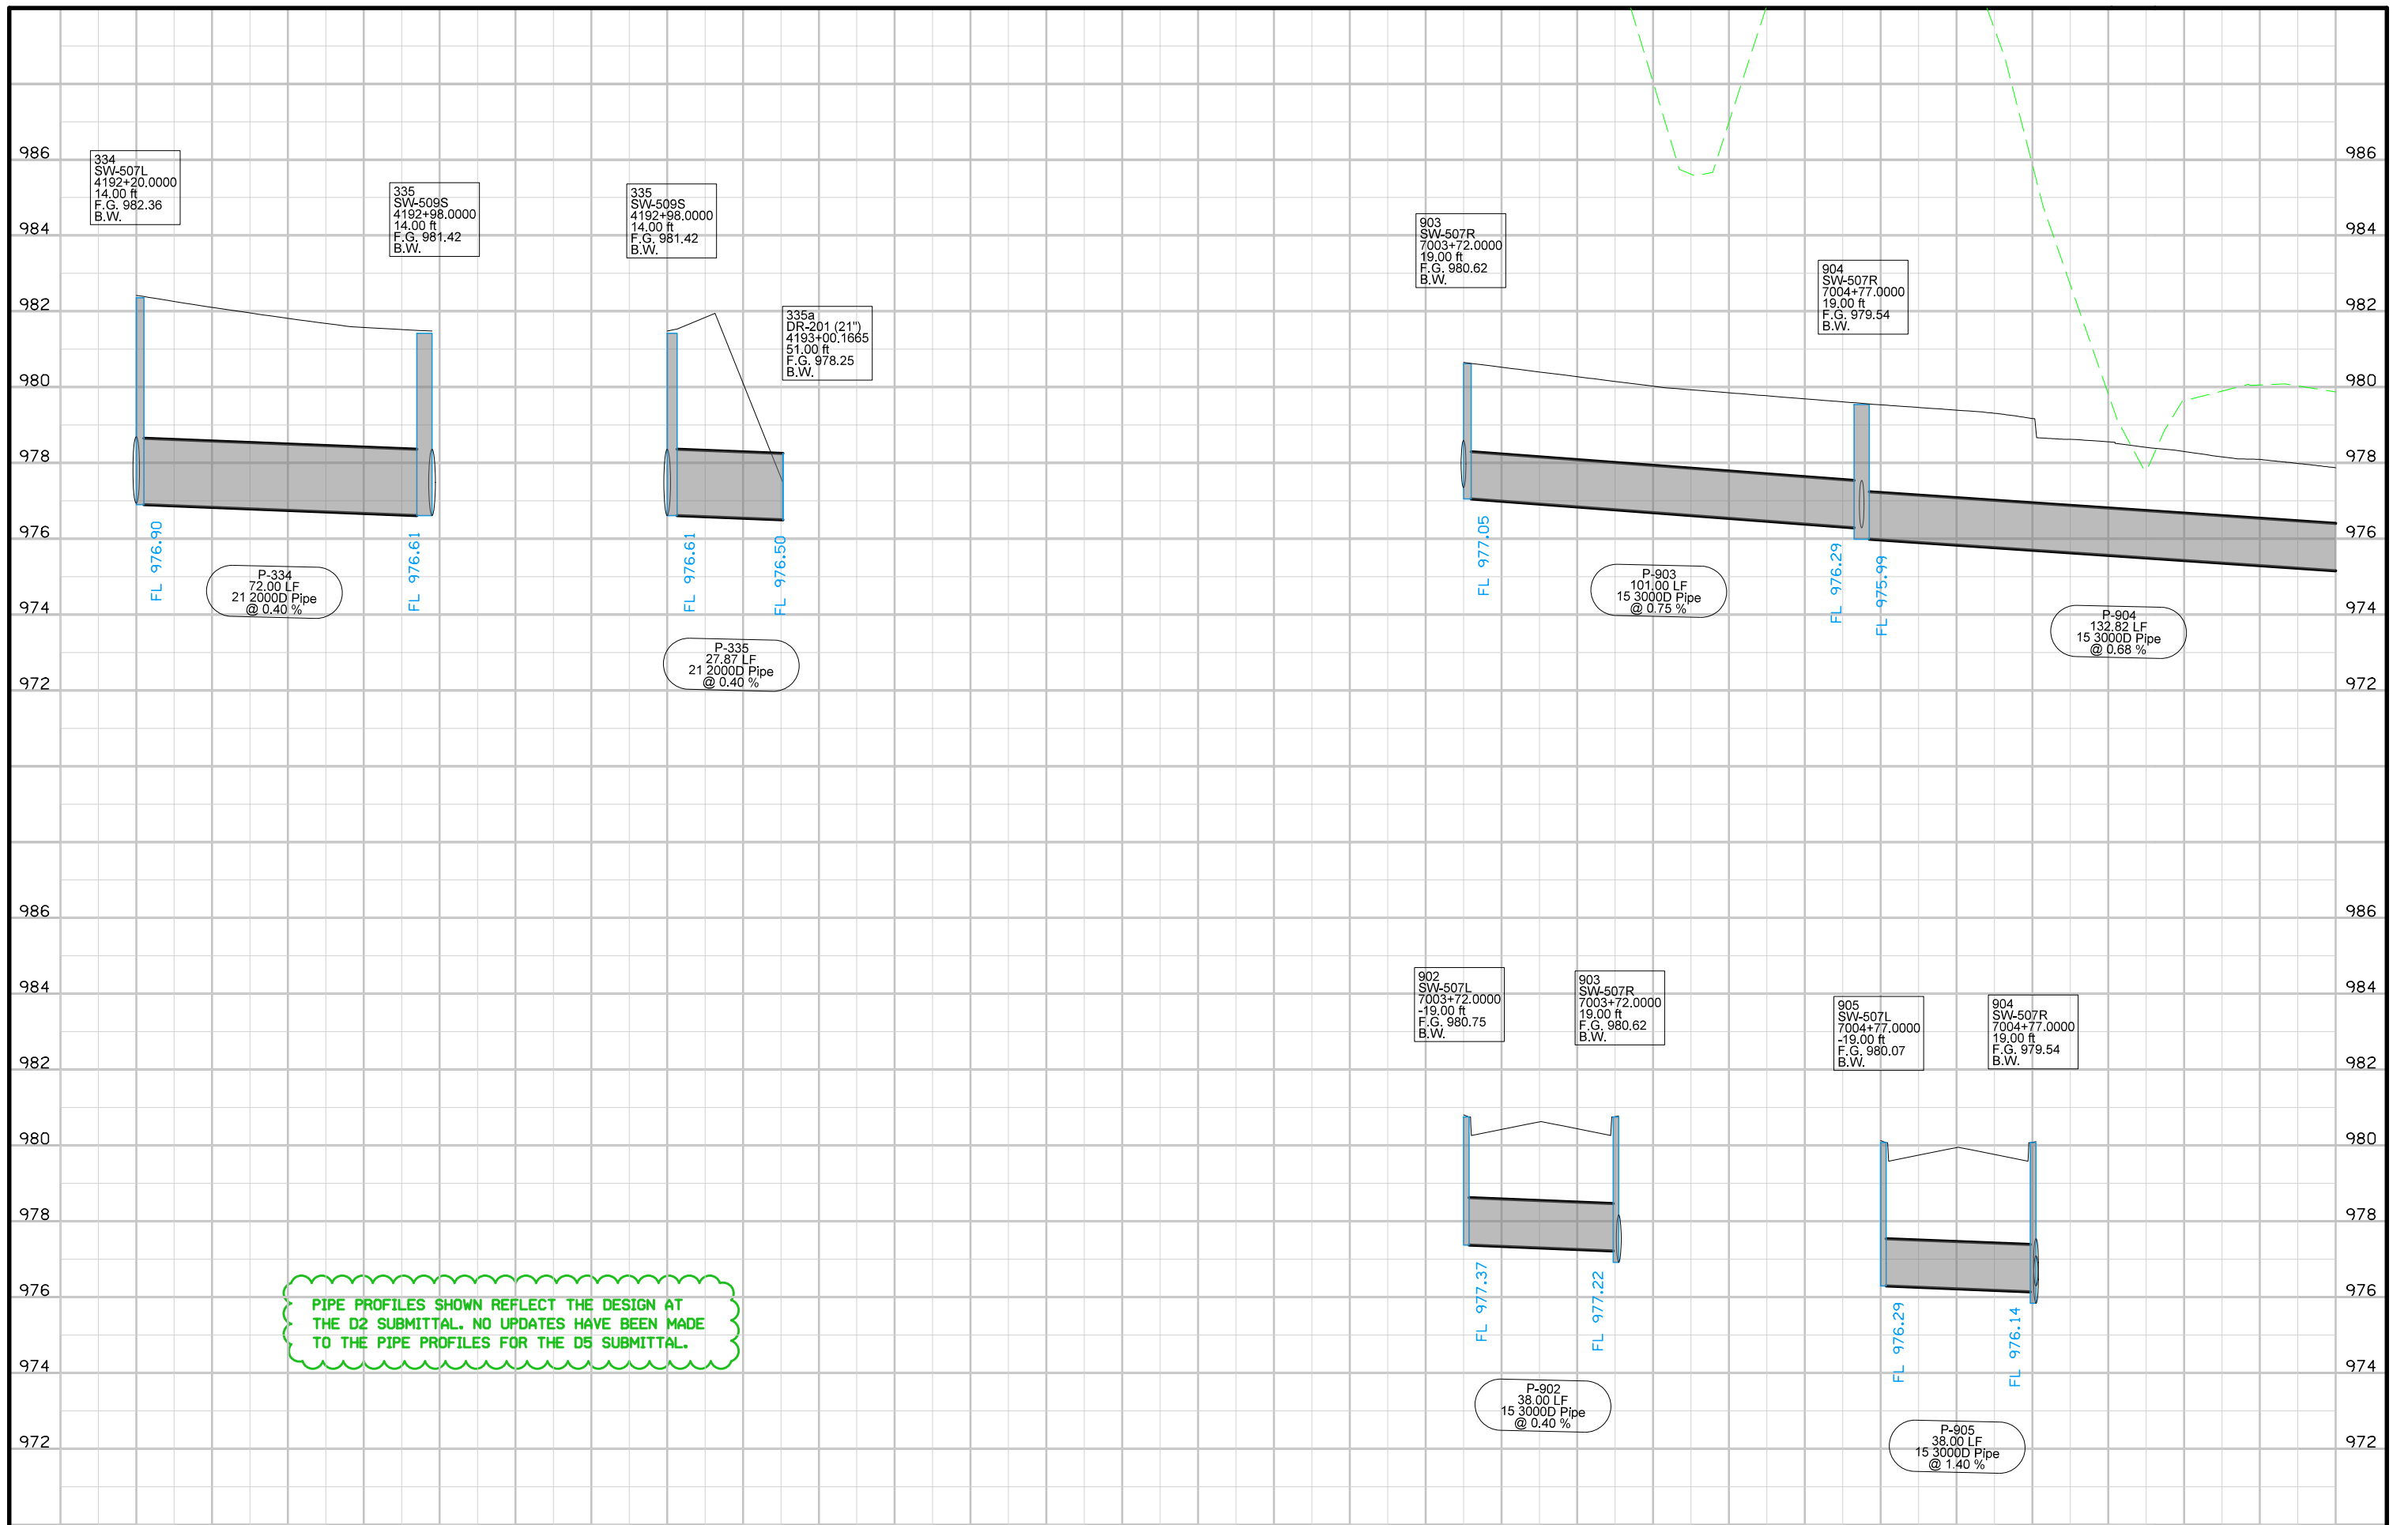 986
986
984
984
982
982
980
980
978
978
976
976
974
974
972
972
334
SW-507L
4192+20.0000
14.00 ft
F.G. 982.36
B.W.
335
SW-509S
4192+98.0000
14.00 ft
F.G. 981.42
B.W.
335
SW-509S
4192+98.0000
14.00 ft
F.G. 981.42
B.W.
335a
DR-201 (21")
4193+00.1665
51.00 ft
F.G. 978.25
B.W.
903
SW-507R
7003+72.0000
19.00 ft
F.G. 980.62
B.W.
904
SW-507R
7004+77.0000
19.00 ft
F.G. 979.54
B.W.
FL 976.90
FL 976.61
FL 976.61
FL 976.50
FL 977.05
FL 976.29
FL 975.99
P-334
72.00 LF
21 2000D Pipe
@ 0.40 %
P-335
27.87 LF
21 2000D Pipe
@ 0.40 %
P-903
101.00 LF
15 3000D Pipe
@ 0.75 %
P-904
132.82 LF
15 3000D Pipe
@ 0.68 %
986
986
984
984
982
982
980
980
978
978
976
976
974
974
972
972
902
SW-507L
7003+72.0000
-19.00 ft
F.G. 980.75
B.W.
903
SW-507R
7003+72.0000
19.00 ft
F.G. 980.62
B.W.
905
SW-507L
7004+77.0000
-19.00 ft
F.G. 980.07
B.W.
904
SW-507R
7004+77.0000
19.00 ft
F.G. 979.54
B.W.
FL 977.37
FL 977.22
FL 976.29
FL 976.14
PIPE PROFILES SHOWN REFLECT THE DESIGN AT
THE D2 SUBMITTAL. NO UPDATES HAVE BEEN MADE
TO THE PIPE PROFILES FOR THE D5 SUBMITTAL.
P-902
38.00 LF
15 3000D Pipe
@ 0.40 %
P-905
38.00 LF
15 3000D Pipe
@ 1.40 %